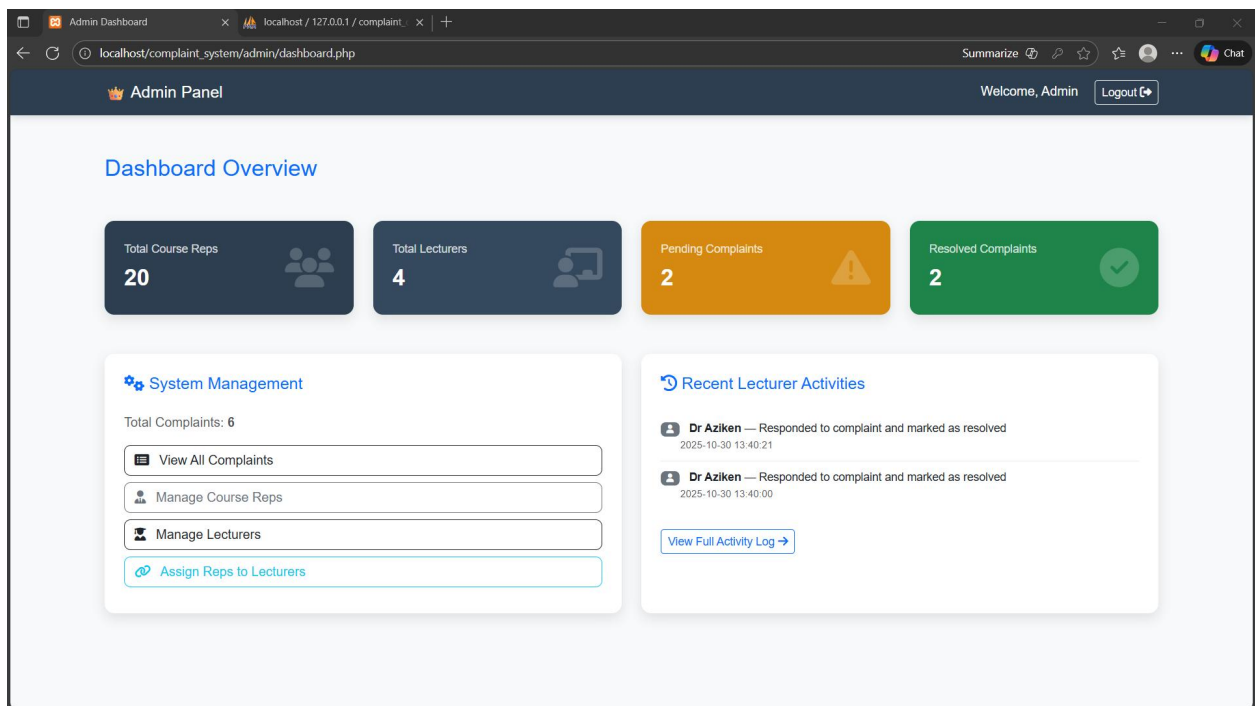 Admin Dashboard
localhost / 127.0.0.1 / complaint_
localhost/complaint_system/admin/dashboard.php
Summarize
Chat
Admin Panel
Welcome, Admin
Logout
Dashboard Overview
Total Course Reps
20
Total Lecturers
4
Pending Complaints
2
Resolved Complaints
2
System Management
Total Complaints: 6
View All Complaints
Manage Course Reps
Manage Lecturers
Assign Reps to Lecturers
Recent Lecturer Activities
Dr Aziken — Responded to complaint and marked as resolved
2025-10-30 13:40:21
Dr Aziken — Responded to complaint and marked as resolved
2025-10-30 13:40:00
View Full Activity Log